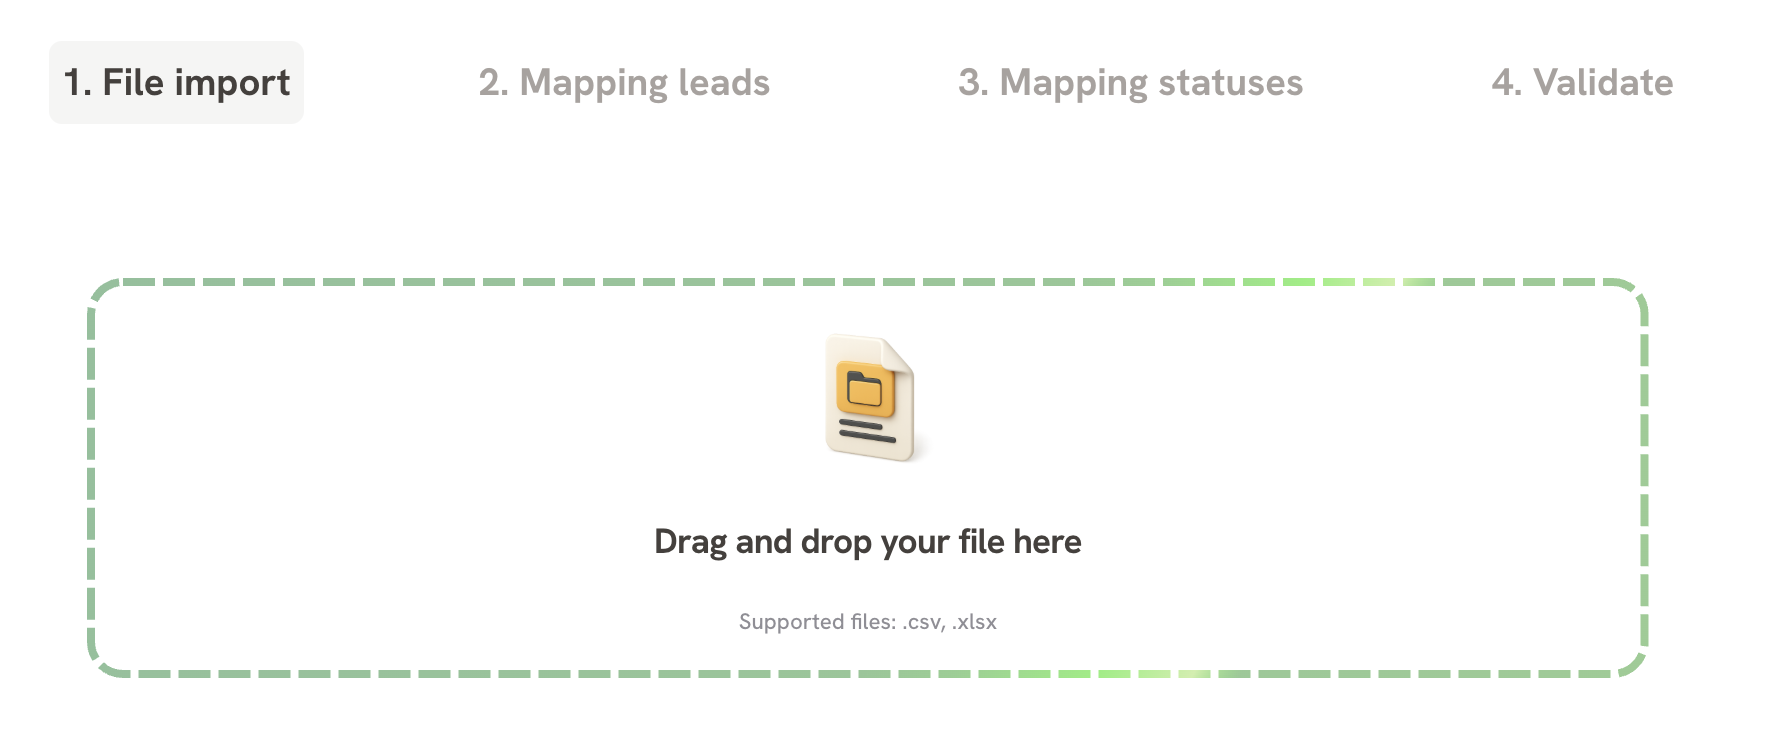 1. File import
2. Mapping leads
3. Mapping statuses
4. Validate
Drag and drop your file here
Supported files: .csv, .xlsx